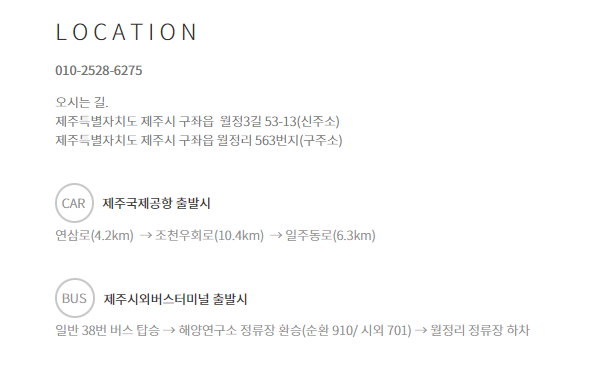 LOCATION
010-2528-6275
오시는 길.
제주특별자치도 제주시 구좌읍 월정3길 53-13(신주소)
제주특별자치도 제주시 구좌읍 월정리 563번지(구주소)
CAR 제주국제공항 출발시
연삼로(4.2km) → 조천우회로(10.4km) → 일주동로(6.3km)
BUS 제주시외버스터미널 출발시
일반 38번 버스 탑승 → 해양연구소 정류장 환승(순환 910/ 시외 701) → 월정리 정류장 하차